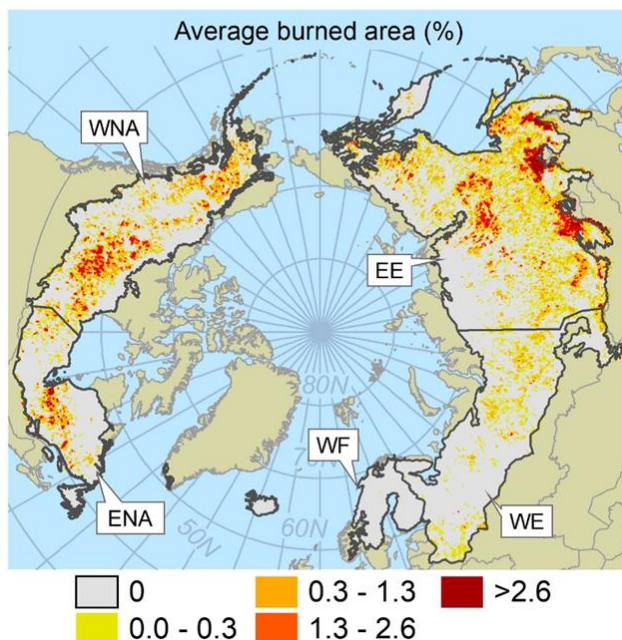 Average burned area (%)
WNA
EE
80N
WF
ENA
50N
60N
WE
0
0.3 - 1.3
>2.6
0.0 - 0.3
1.3 - 2.6